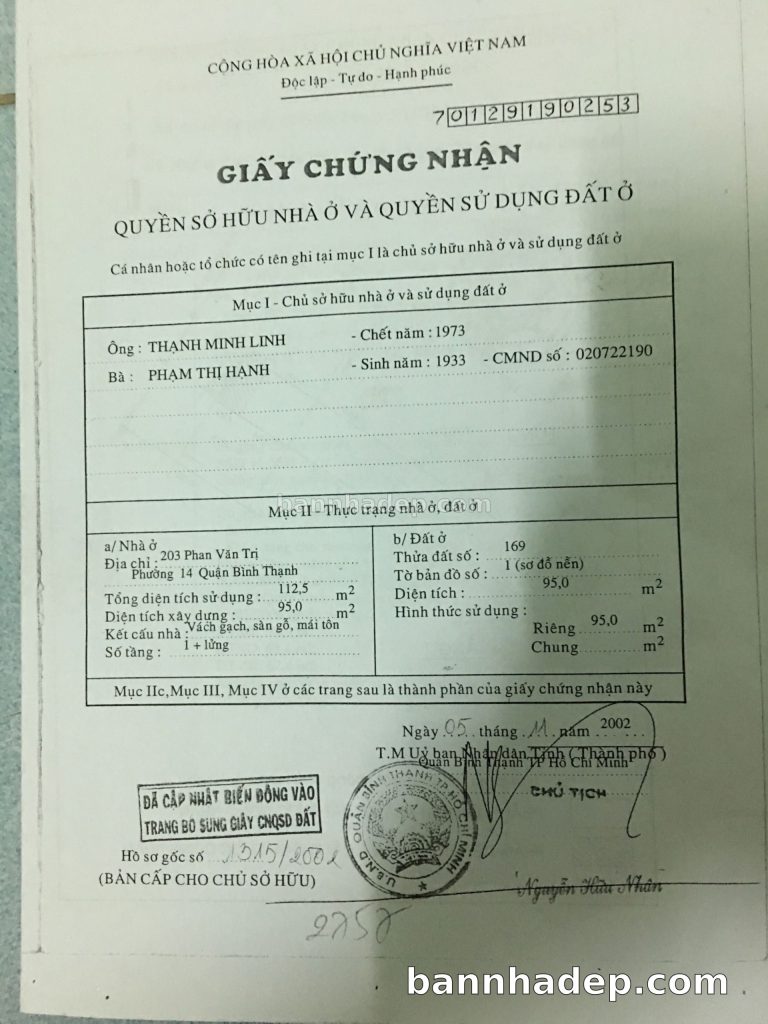 CỘNG HÒA XÃ HỘI CHỦ NGHĨA VIỆT NAM
Độc lập - Tự do - Hạnh phúc
70129190253
GIẤY CHỨNG NHẬN
QUYỀN SỞ HỮU NHÀ Ở VÀ QUYỀN SỬ DỤNG ĐẤT Ở
Cá nhân hoặc tổ chức có tên ghi tại mục I là chủ sở hữu nhà ở và sử dụng đất ở
Mục I - Chủ sở hữu nhà ở và sử dụng đất ở
Ông : THẠNH MINH LINH - Chết năm : 1973
Bà : PHẠM THỊ HẠNH - Sinh năm : 1933 - CMND số : 020722190
bannhadep.com
Mục II - Thực trạng nhà ở, đất ở
a/ Nhà ở
Địa chỉ : 203 Phan Văn Trị
Phường 14 Quận Bình Thạnh
Tổng diện tích sử dụng : 112,5 m2
Diện tích xây dựng : 95,0 m2
Kết cấu nhà : Vách gạch, sàn gỗ, mái tôn
Số tầng : 1 + lửng
b/ Đất ở
Thửa đất số : 169
Tờ bản đồ số : 1 (sơ đồ nền)
Diện tích : 95,0 m2
Hình thức sử dụng :
Riêng 95,0 m2
Chung m2
Mục IIc,Mục III, Mục IV ở các trang sau là thành phần của giấy chứng nhận này
Ngày 05 tháng 11 năm 2002
T.M Uỷ ban Nhân dân Tỉnh ( Thành phố )
Quận Bình Thạnh TP Hồ Chí Minh
CHỦ TỊCH
U.B.N.D QUẬN BÌNH THẠNH TP HỒ CHÍ MINH
ĐÃ CẬP NHẬT BIẾN ĐỘNG VÀO
TRANG BỔ SUNG GIẤY CNQSD ĐẤT
Hồ sơ gốc số 1315/2002
(BẢN CẤP CHO CHỦ SỞ HỮU)
Nguyễn Hữu Nhân
bannhadep.com